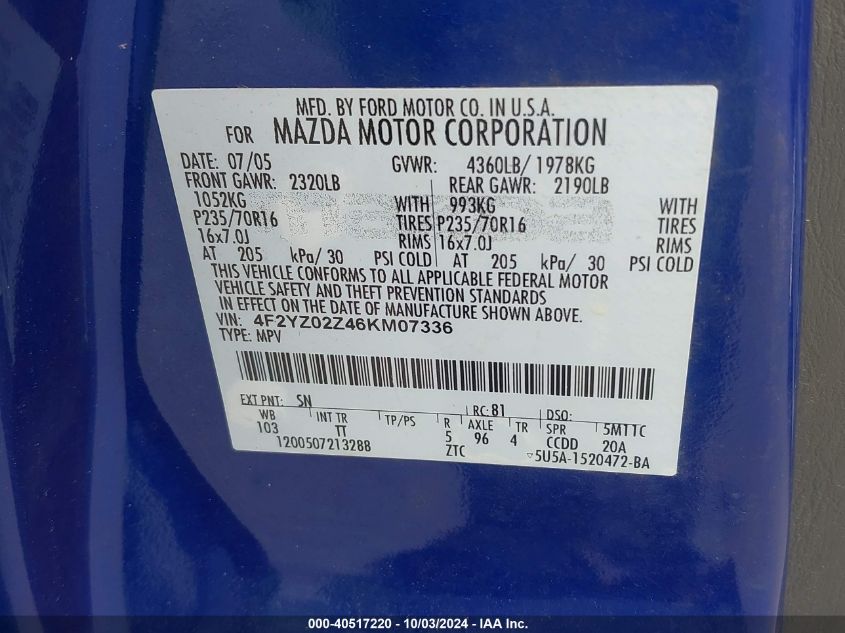 MFD. BY FORD MOTOR CO. IN U.S.A.
FOR MAZDA MOTOR CORPORATION
DATE: 07/05 GVWR: 4360LB/ 1978KG
FRONT GAWR: 2320LB REAR GAWR: 2190LB
1052KG WITH 993KG WITH
P235/70R16 TIRES P235/70R16 TIRES
16x7.0J RIMS 16x7.0J RIMS
AT 205 kPa/ 30 PSI COLD AT 205 kPa/ 30 PSI COLD
THIS VEHICLE CONFORMS TO ALL APPLICABLE FEDERAL MOTOR
VEHICLE SAFETY AND THEFT PREVENTION STANDARDS
IN EFFECT ON THE DATE OF MANUFACTURE SHOWN ABOVE.
VIN: 4F2YZ02Z46KM07336
TYPE: MPV
EXT PNT: SN RC: 81 DSO:
WB INT TR TP/PS R AXLE TR SPR 5MTTC
103 TT 5 96 4 CCDD 20A
1200507213288 ZTC ▽5U5A-1520472-BA
000-40517220 - 10/03/2024 - IAA Inc.